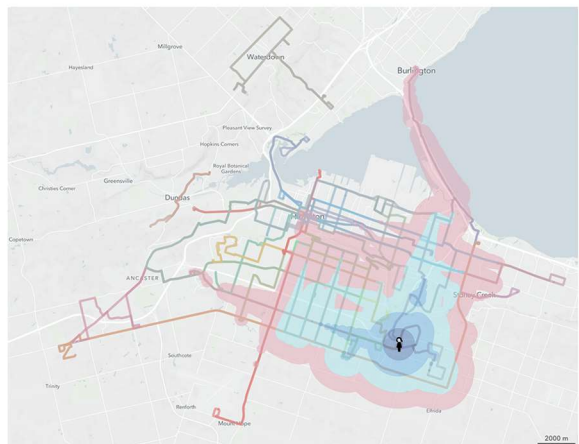 Millgrove
Waterdown
Hayesland
Burlington
Pleasant View Survey
Hopkins Corners
Royal Botanical
Gardens
Greensville
Christies Corner
Dundas
Hamilton
Copetown
ANCASTER
Stoney Creek
Southcote
Trinity
Renforth
Mount Hope
Elfrida
2000 m